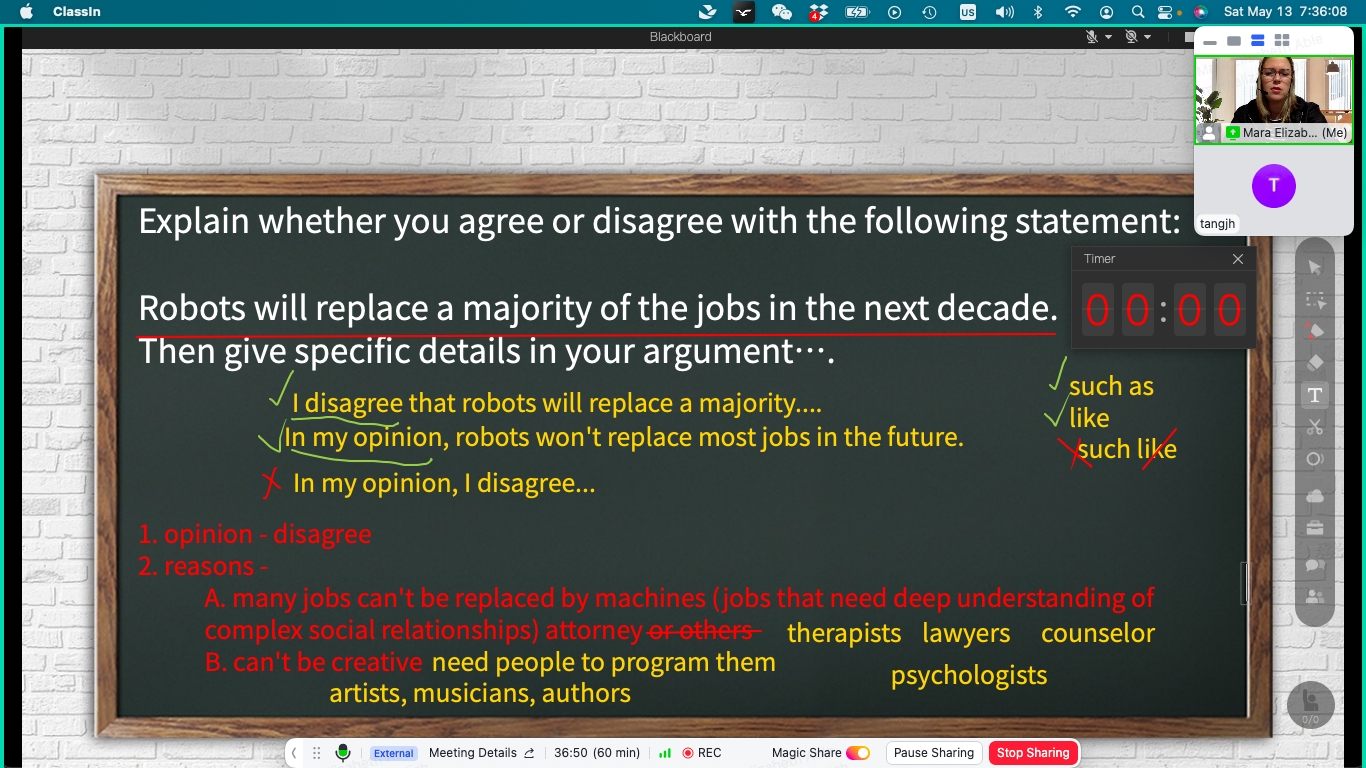 ClassIn
4
US
Sat May 13 7:36:08
Blackboard
Mara Elizab... (Me)
T
tangjh
Explain whether you agree or disagree with the following statement:
Timer
00:00
Robots will replace a majority of the jobs in the next decade.
Then give specific details in your argument….
such as
I disagree that robots will replace a majority....
like
In my opinion, robots won't replace most jobs in the future.
such like
In my opinion, I disagree...
1. opinion - disagree
2. reasons -
A. many jobs can't be replaced by machines (jobs that need deep understanding of
complex social relationships) attorney or others therapists lawyers counselor
B. can't be creative need people to program them
psychologists
artists, musicians, authors
T
0/0
External Meeting Details 36:50 (60 min) REC Magic Share Pause Sharing Stop Sharing